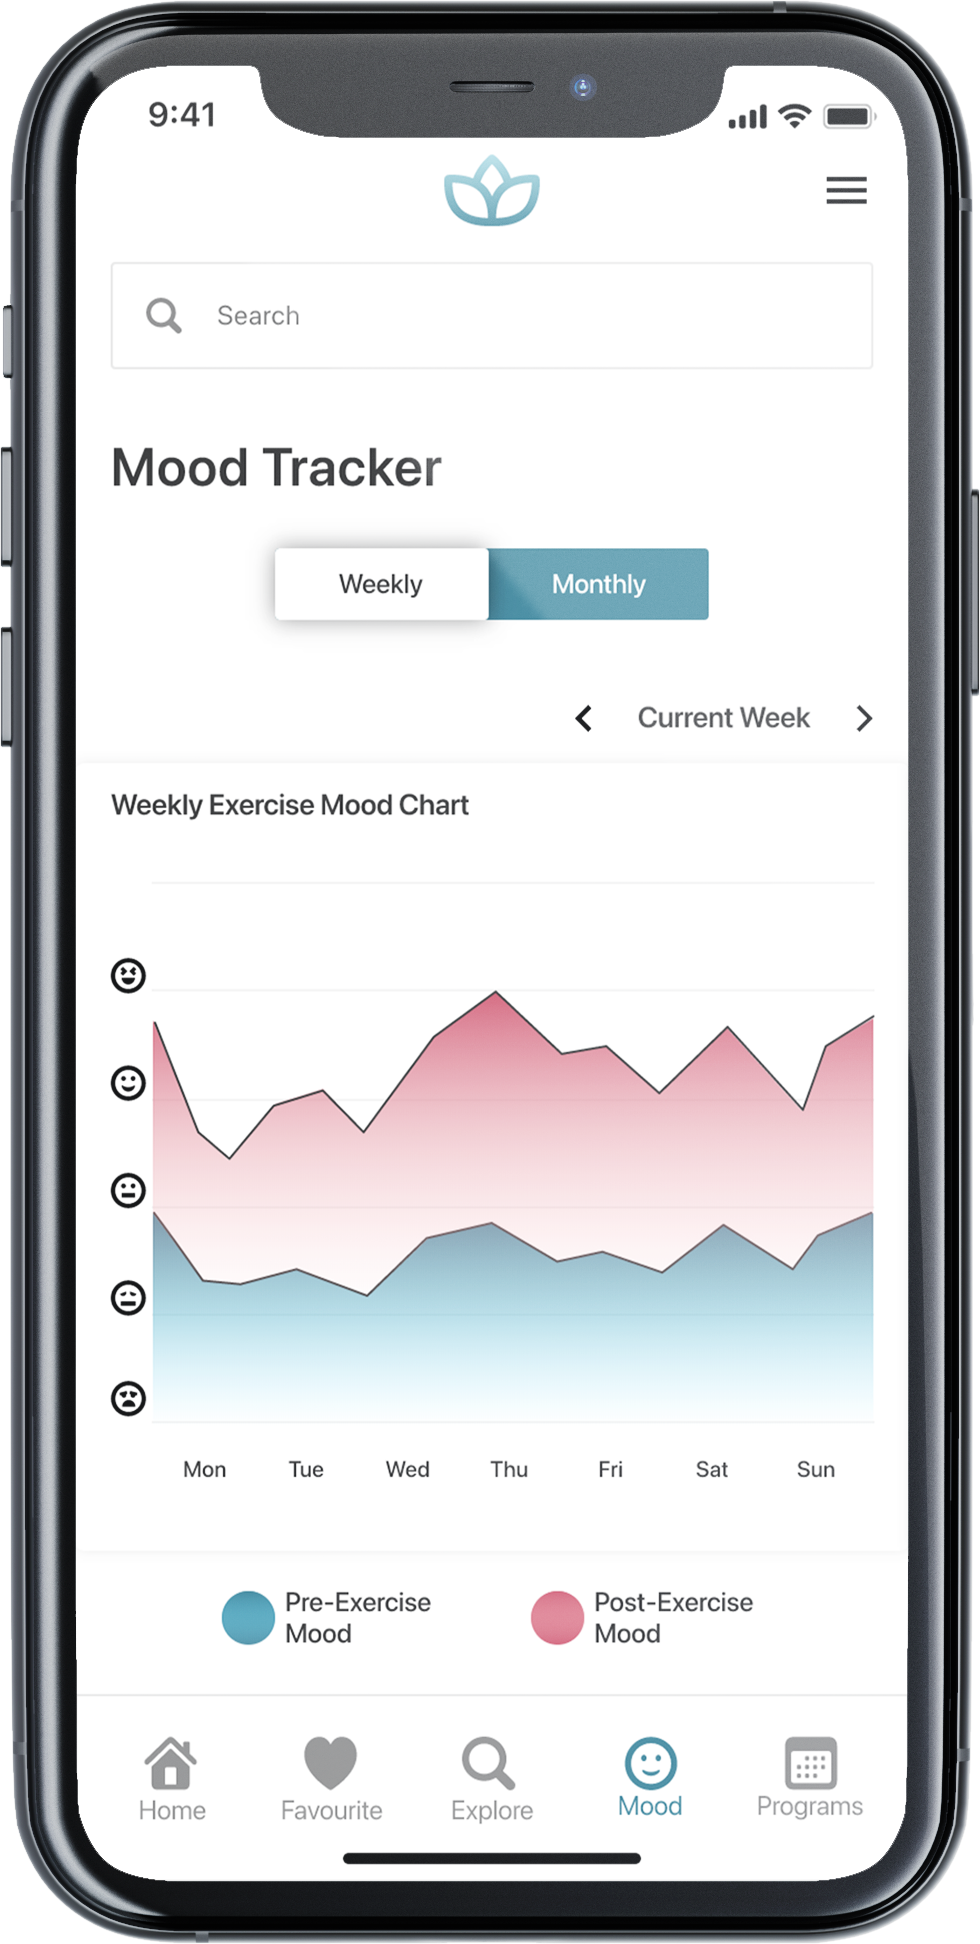 9:41
Search
Mood Tracker
Weekly
Monthly
Current Week
Weekly Exercise Mood Chart
Mon Tue Wed Thu Fri Sat Sun
Pre-Exercise
Mood
Post-Exercise
Mood
Home Favourite Explore Mood Programs